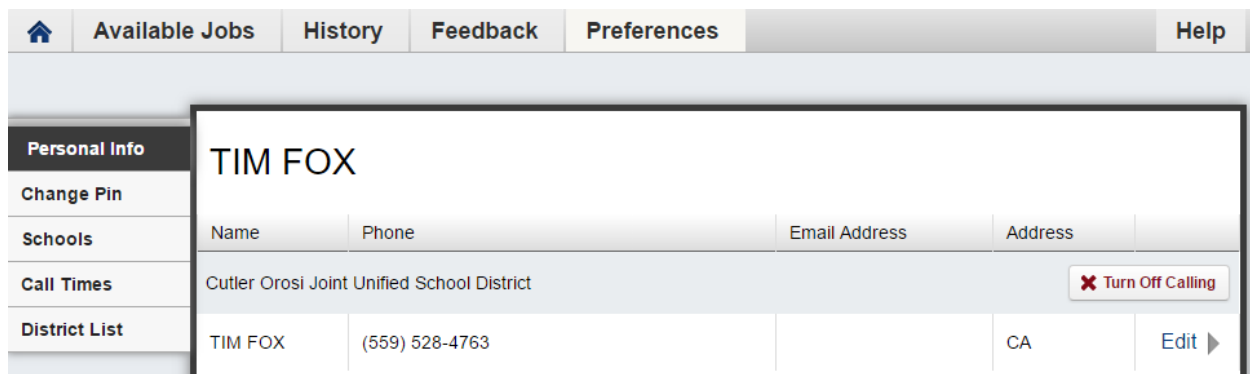 Available Jobs History Feedback Preferences Help
Personal Info
Change Pin
Schools
Call Times
District List
TIM FOX
Name Phone Email Address Address
Cutler Orosi Joint Unified School District Turn Off Calling
TIM FOX (559) 528-4763 CA Edit